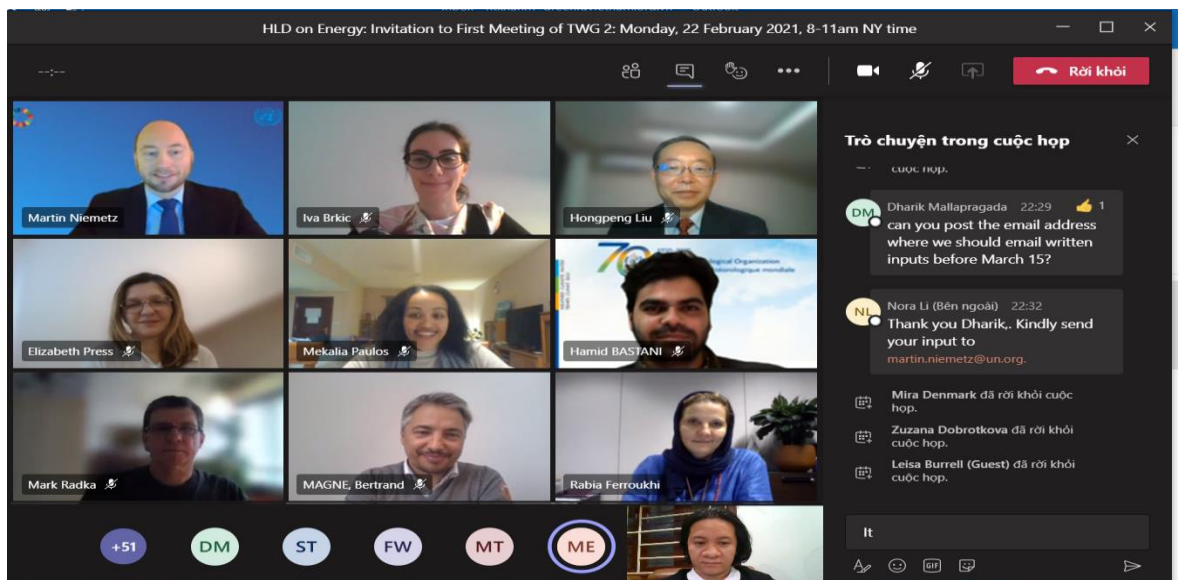 HLD on Energy: Invitation to First Meeting of TWG 2: Monday, 22 February 2021, 8-11am NY time
--:--
Rời khỏi
Martin Niemetz
Iva Brkic
Hongpeng Liu
70
Elizabeth Press
Mekalia Paulos
Hamid BASTANI
Mark Radka
MAGNE, Bertrand
Rabia Ferroukhi
+51
DM
ST
FW
MT
ME
Trò chuyện trong cuộc họp
cuộc họp.
DM
Dharik Mallapragada 22:29 👍 1
can you post the email address
where we should email written
inputs before March 15?
NL
Nora Li (Bên ngoài) 22:32
Thank you Dharik,. Kindly send
your input to
martin.niemetz@un.org.
Mira Denmark đã rời khỏi cuộc
họp.
Zuzana Dobrotkova đã rời khỏi
cuộc họp.
Leisa Burrell (Guest) đã rời khỏi
cuộc họp.
It
GIF